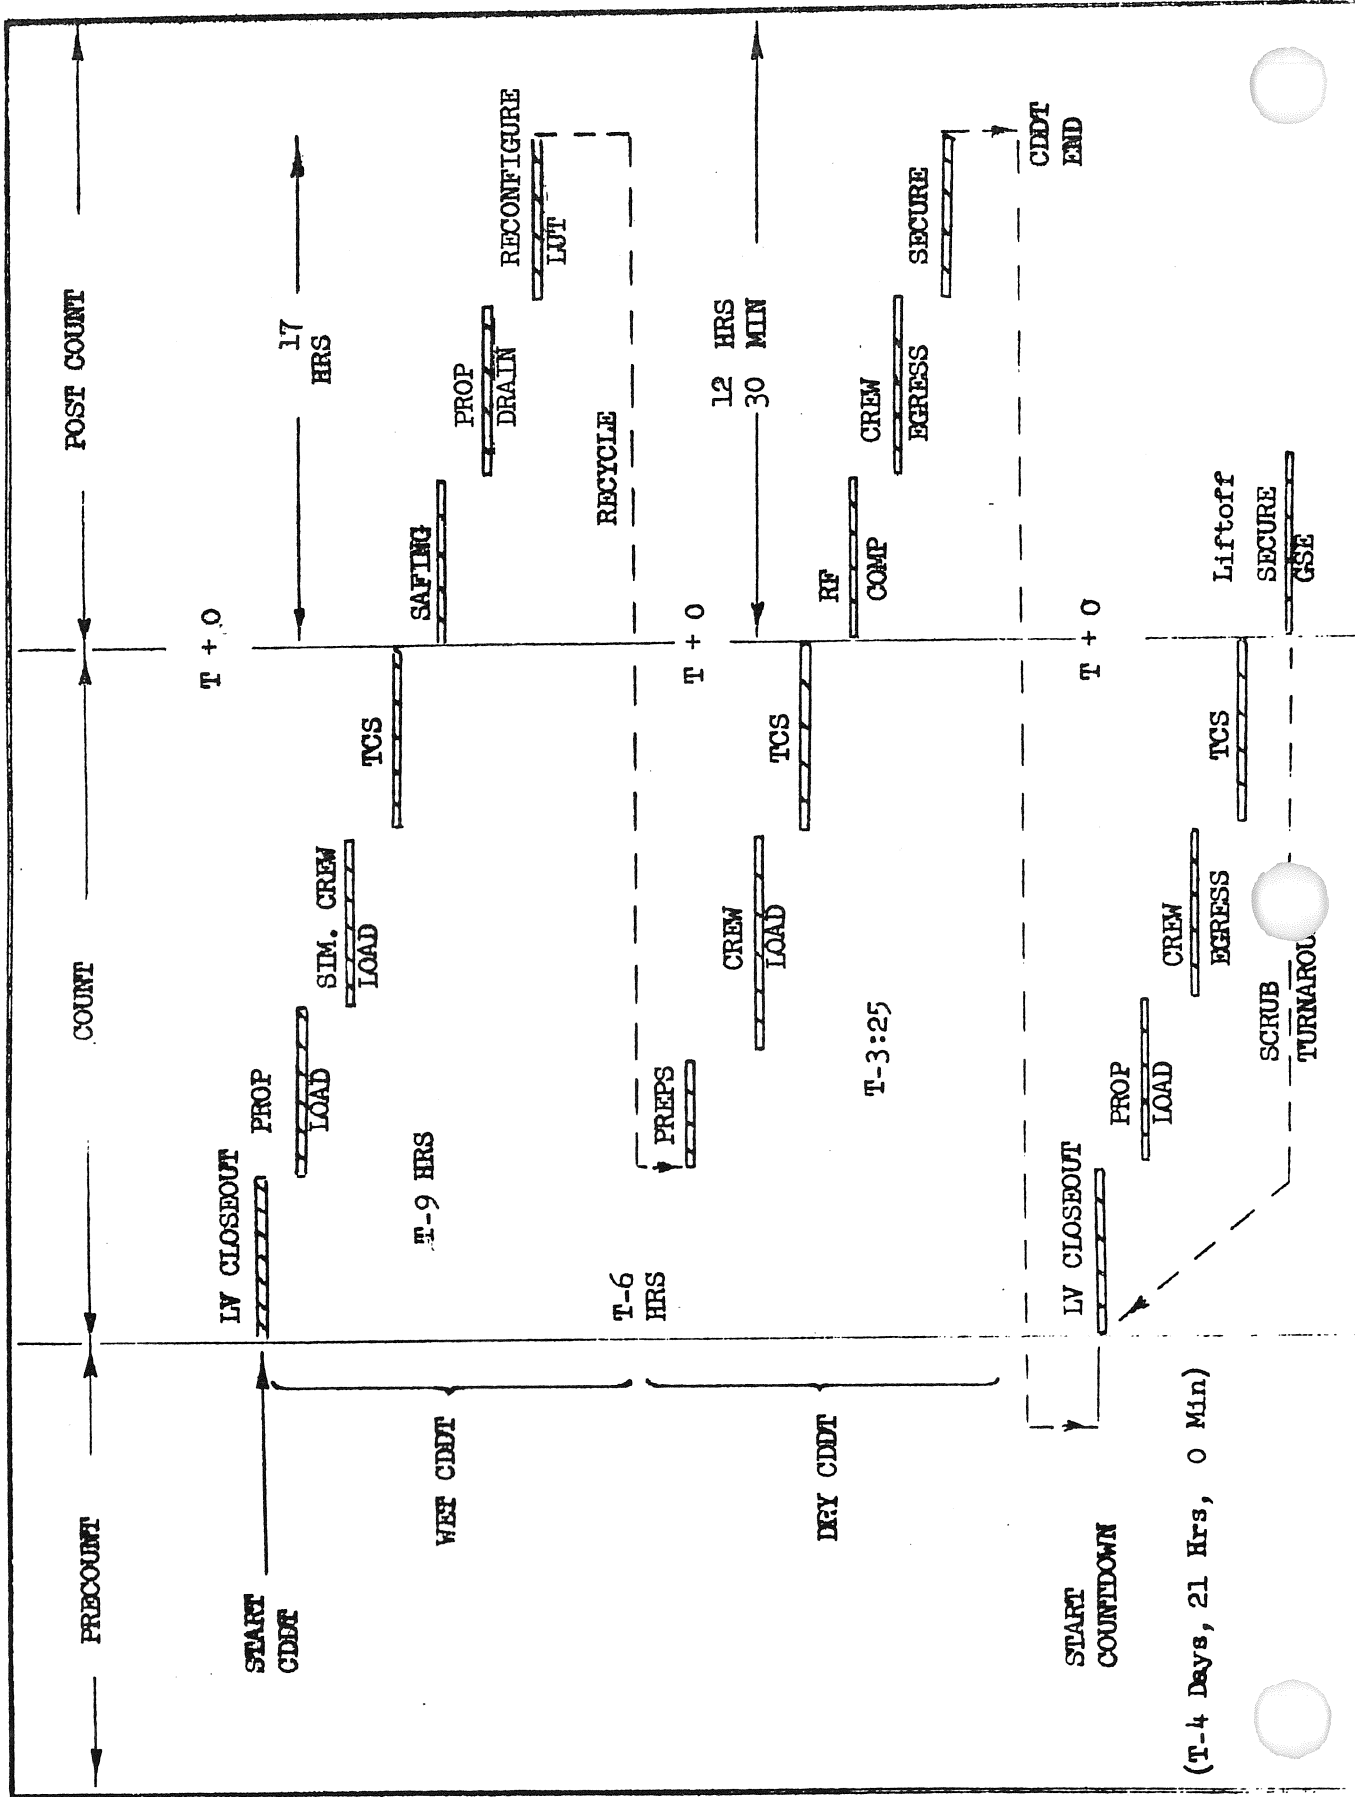 PRECOUNT
COUNT
POST COUNT
T + 0
START
CDDT
LV CLOSEOUT
PROP
LOAD
17
HRS
SIM. CREW
LOAD
TCS
T-9 HRS
WET CDDT
SAFING
PROP
DRAIN
RECONFIGURE
LUT
RECYCLE
T-6
HRS
PREPS
T + 0
12 HRS
30 MIN
CREW
LOAD
TCS
DRY CDDT
T-3:25
RF
COMP
CREW
EGRESS
SECURE
CDDT
END
START
COUNTDOWN
LV CLOSEOUT
T + 0
PROP
LOAD
CREW
EGRESS
(T-4 Days, 21 Hrs, 0 Min)
TCS
Liftoff
SECURE
GSE
SCRUB